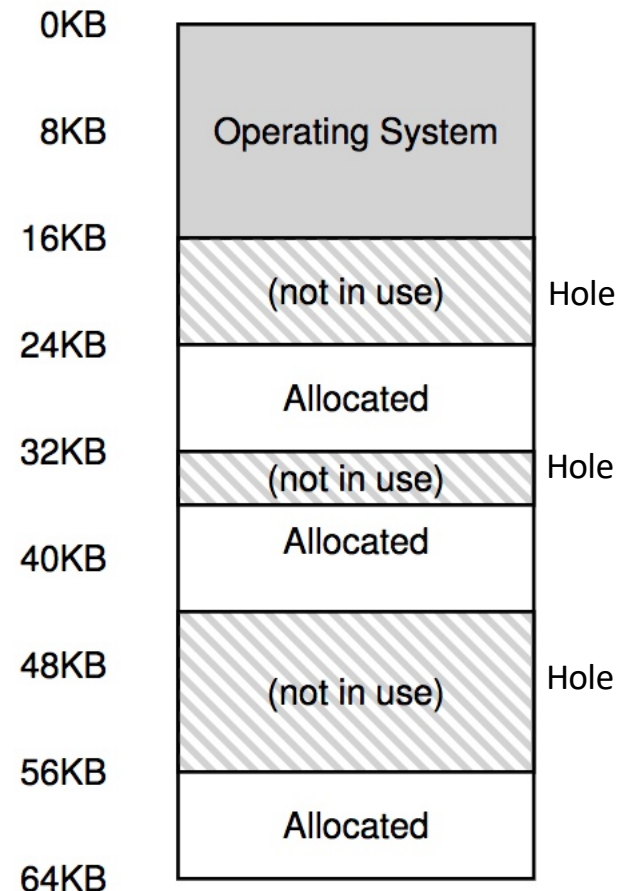 0KB
8KB
Operating System
16KB
(not in use)
Hole
24KB
Allocated
32KB
(not in use)
Hole
Allocated
40KB
48KB
(not in use)
Hole
56KB
Allocated
64KB